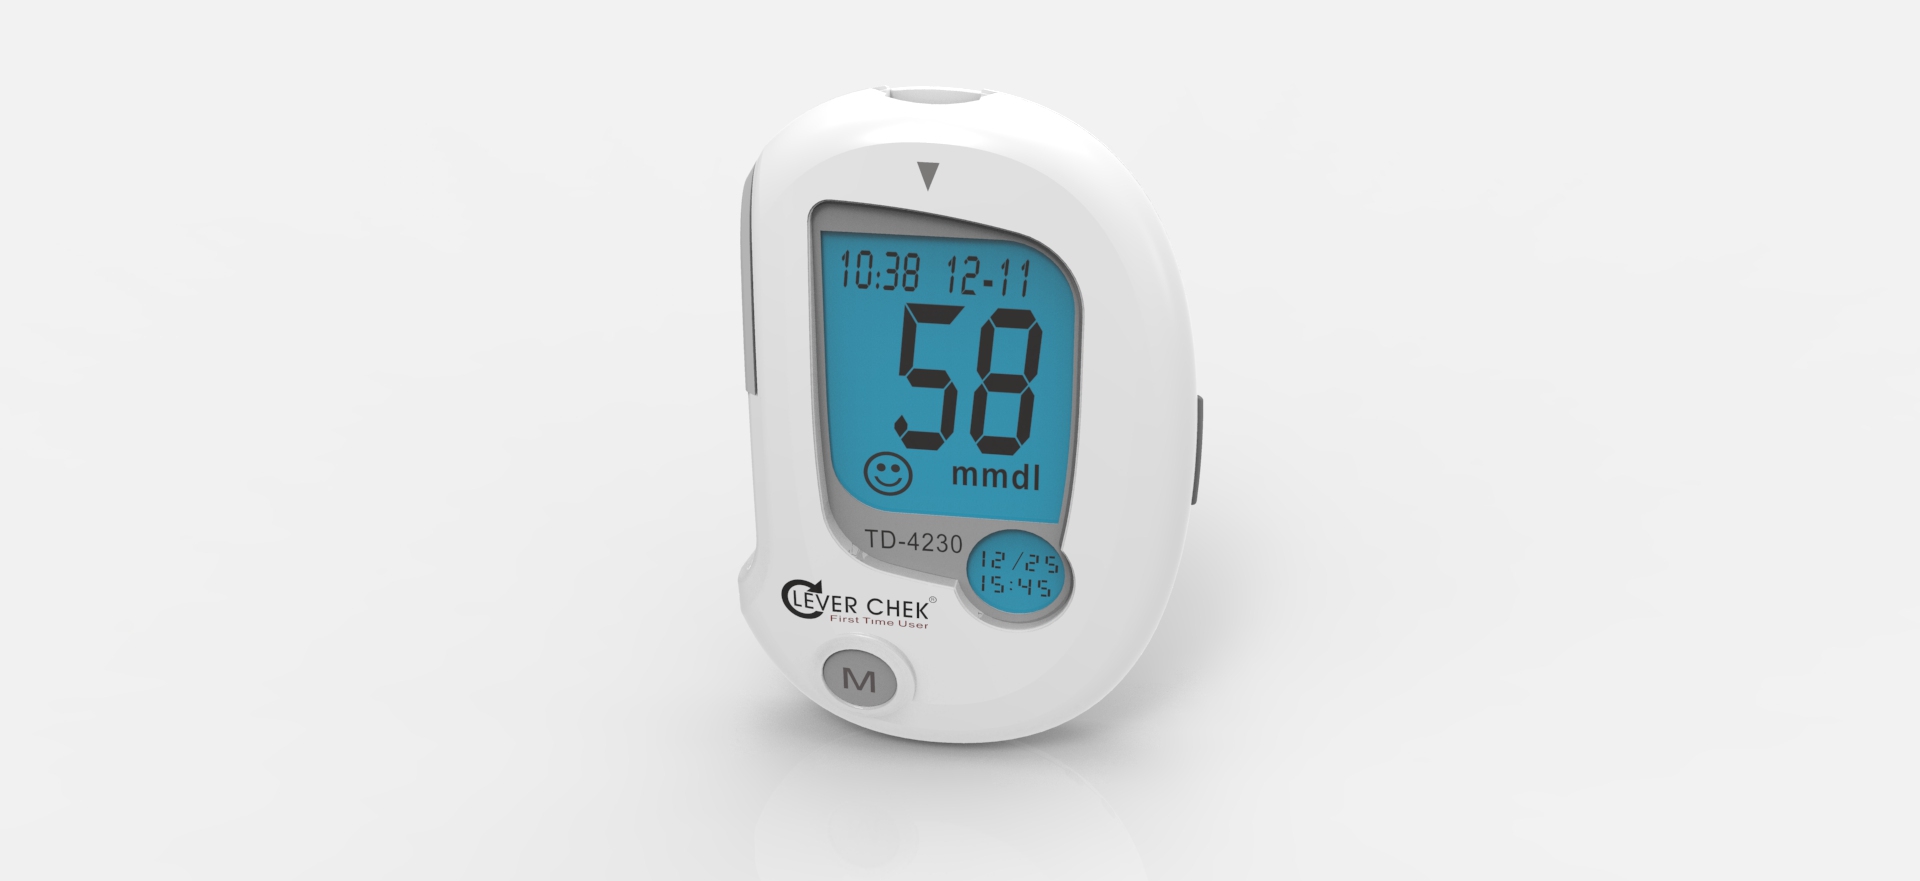 10:38 12-11
58
mmdl
TD-4230
12/25
15:45
CLEVER CHEK®
First Time User
M